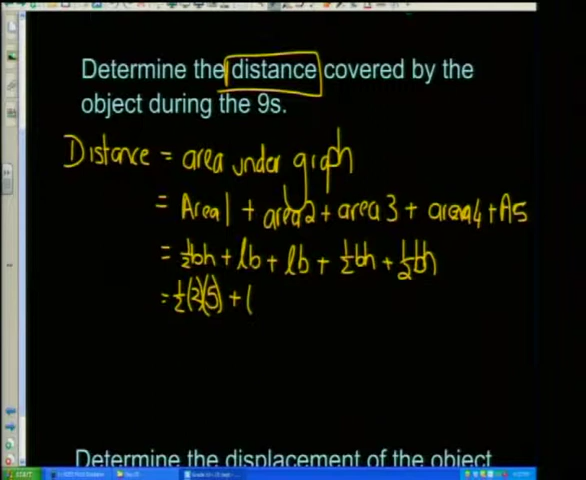 Determine the distance covered by the
object during the 9s.
Distance = area under graph
= Area 1 + area 2 + area 3 + area 4 + A5
= ½bh + lb + lb + ½bh + ½bh
= ½(2)(5) + (
Determine the displacement of the object
START